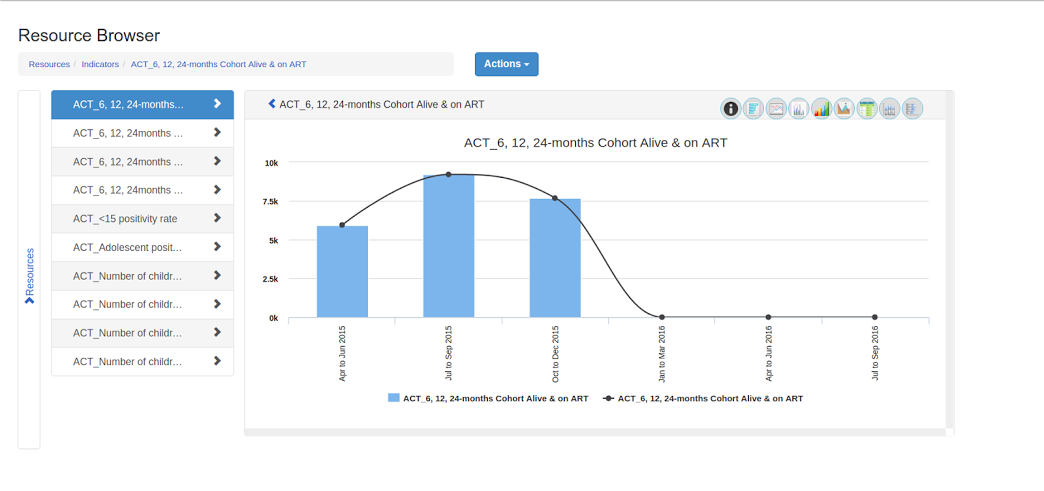 Resource Browser
Resources / Indicators / ACT_6, 12, 24-months Cohort Alive & on ART
Actions
Resources
ACT_6, 12, 24-months...
ACT_6, 12, 24months ...
ACT_6, 12, 24months ...
ACT_6, 12, 24months ...
ACT_<15 positivity rate
ACT_Adolescent posit...
ACT_Number of childr...
ACT_Number of childr...
ACT_Number of childr...
ACT_Number of childr...
ACT_6, 12, 24-months Cohort Alive & on ART
ACT_6, 12, 24-months Cohort Alive & on ART
10k
7.5k
5k
2.5k
0k
Apr to Jun 2015
Jul to Sep 2015
Oct to Dec 2015
Jan to Mar 2016
Apr to Jun 2016
Jul to Sep 2016
ACT_6, 12, 24-months Cohort Alive & on ART
ACT_6, 12, 24-months Cohort Alive & on ART